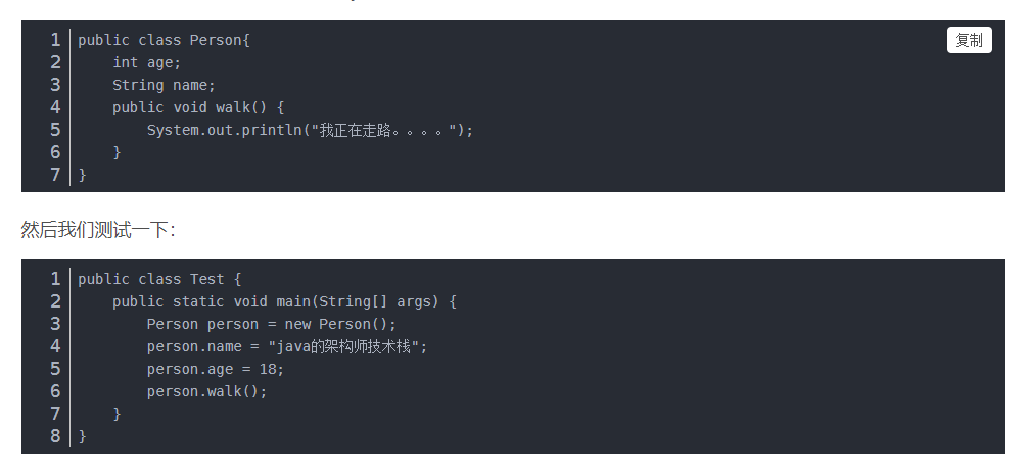 复制
1 public class Person{
2     int age;
3     String name;
4     public void walk() {
5         System.out.println("我正在走路。。。。");
6     }
7 }
然后我们测试一下：
1 public class Test {
2     public static void main(String[] args) {
3         Person person = new Person();
4         person.name = "java的架构师技术栈";
5         person.age = 18;
6         person.walk();
7     }
8 }